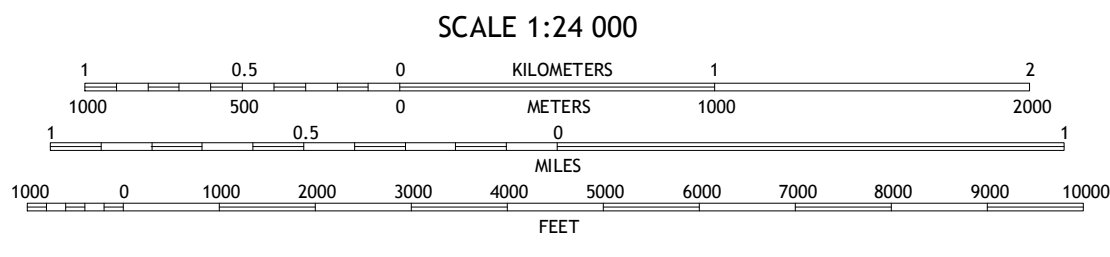 SCALE 1:24 000
1 0.5 0 KILOMETERS 1 2
1000 500 0 METERS 1000 2000
1 0.5 0 1
MILES
1000 0 1000 2000 3000 4000 5000 6000 7000 8000 9000 10000
FEET